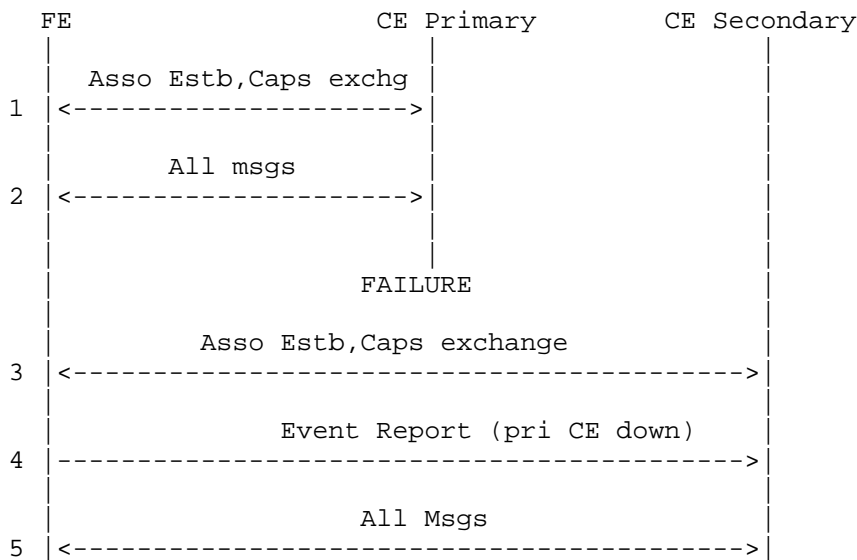 FE CE Primary CE Secondary
Asso Estb,Caps exchg
1
All msgs
2
FAILURE
Asso Estb,Caps exchange
3
Event Report (pri CE down)
4
All Msgs
5